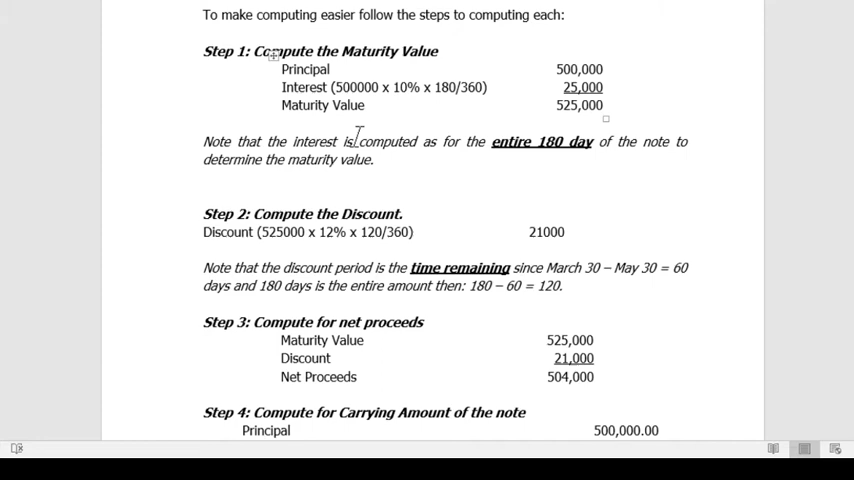 To make computing easier follow the steps to computing each:
Step 1: Compute the Maturity Value
Principal 500,000
Interest (500000 x 10% x 180/360) 25,000
Maturity Value 525,000
Note that the interest is computed as for the entire 180 day of the note to
determine the maturity value.
Step 2: Compute the Discount.
Discount (525000 x 12% x 120/360) 21000
Note that the discount period is the time remaining since March 30 – May 30 = 60
days and 180 days is the entire amount then: 180 – 60 = 120.
Step 3: Compute for net proceeds
Maturity Value 525,000
Discount 21,000
Net Proceeds 504,000
Step 4: Compute for Carrying Amount of the note
Principal 500,000.00